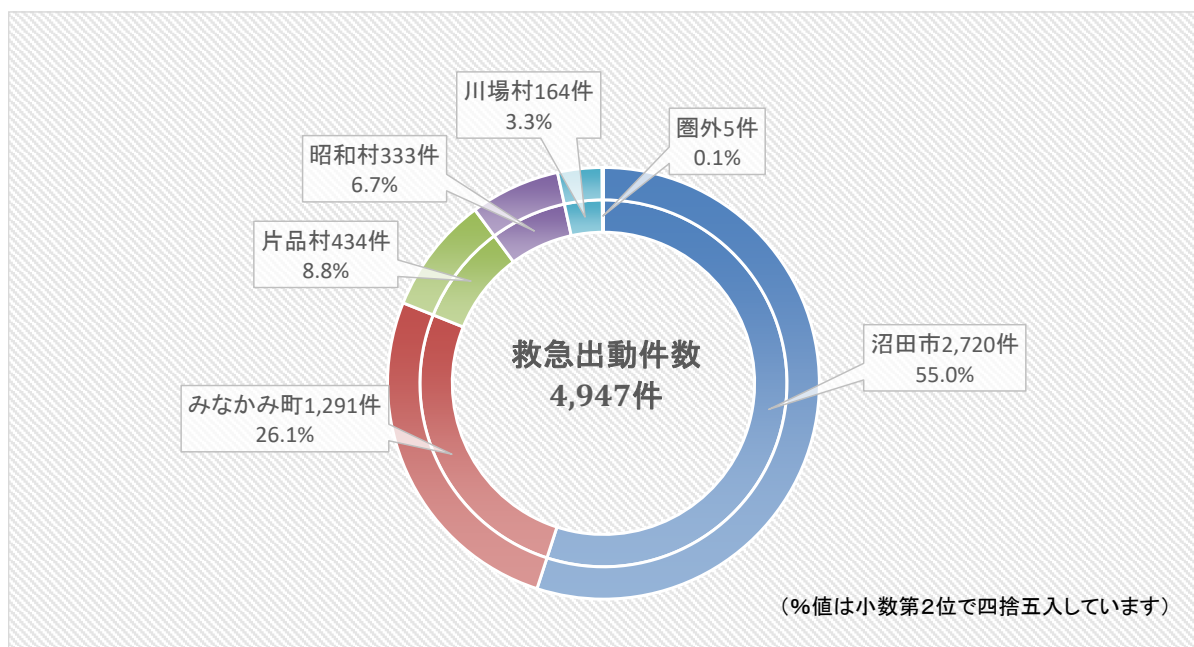 川場村164件
3.3%
圏外5件
0.1%
昭和村333件
6.7%
片品村434件
8.8%
沼田市2,720件
55.0%
救急出動件数
4,947件
みなかみ町1,291件
26.1%
（％値は小数第２位で四捨五入しています）